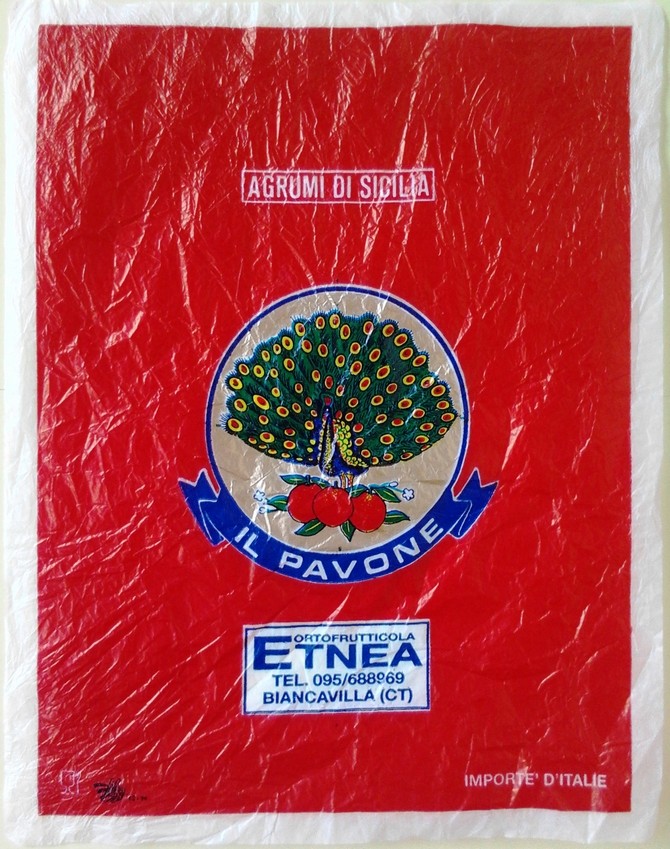 AGRUMI DI SICILIA
IL PAVONE
ORTOFRUTTICOLA
ETNEA
TEL. 095/688969
BIANCAVILLA (CT)
IMPORTE' D'ITALIE